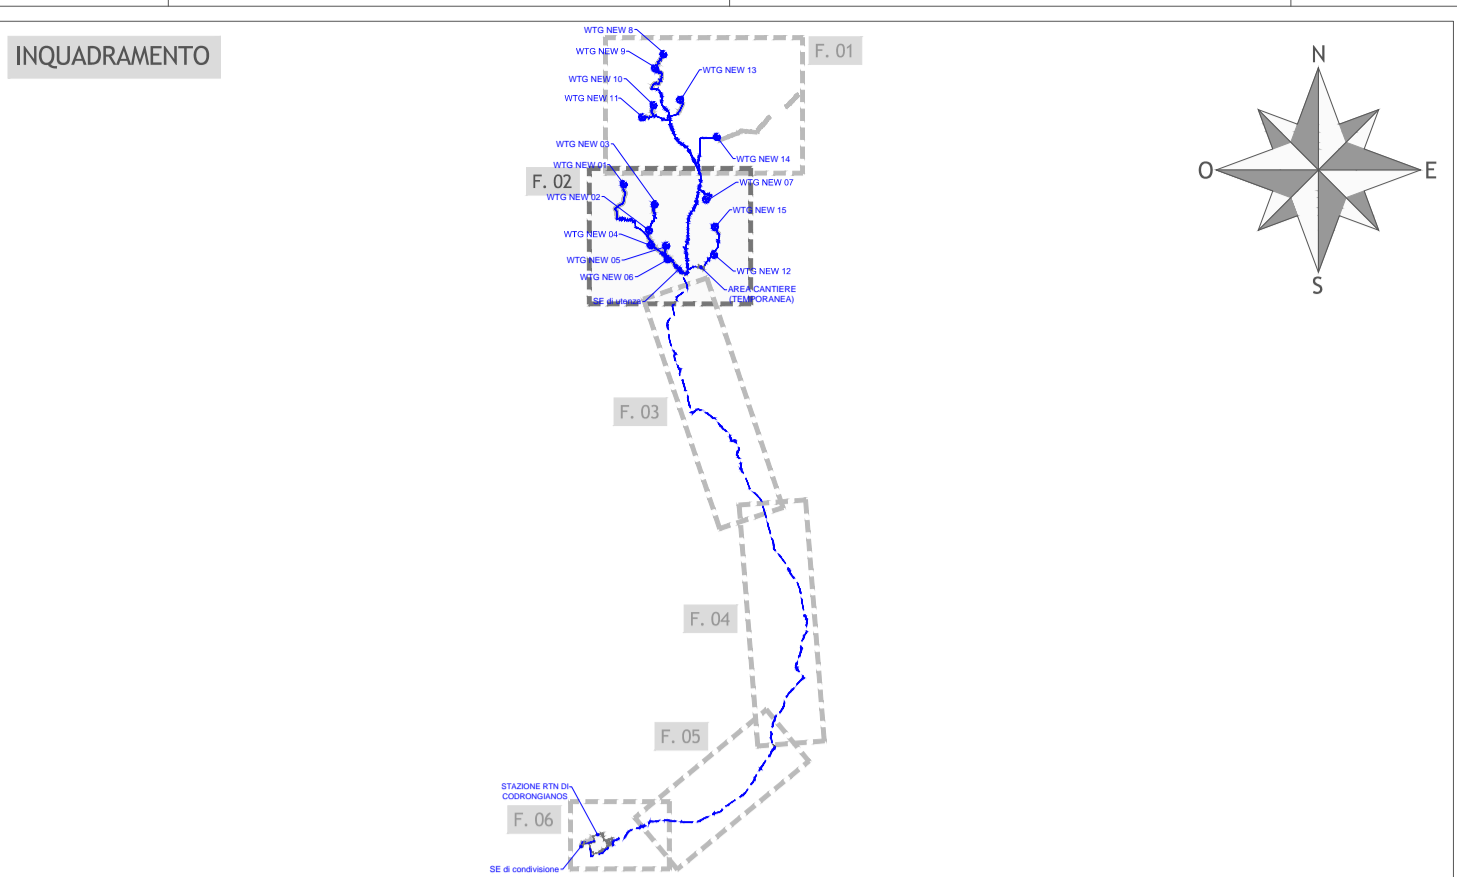 INQUADRAMENTO
WTG NEW 8
WTG NEW 9
WTG NEW 10
WTG NEW 11
WTG NEW 13
F. 01
WTG NEW 03
WTG NEW 14
WTG NEW 01
F. 02
WTG NEW 02
WTG NEW 07
WTG NEW 15
WTG NEW 04
WTG NEW 05
WTG NEW 06
WTG NEW 12
AREA CANTIERE
(TEMPORANEA)
SE di utenza
F. 03
F. 04
F. 05
STAZIONE RTN DI
CODRONGIANOS
F. 06
SE di condivisione
N
O
E
S